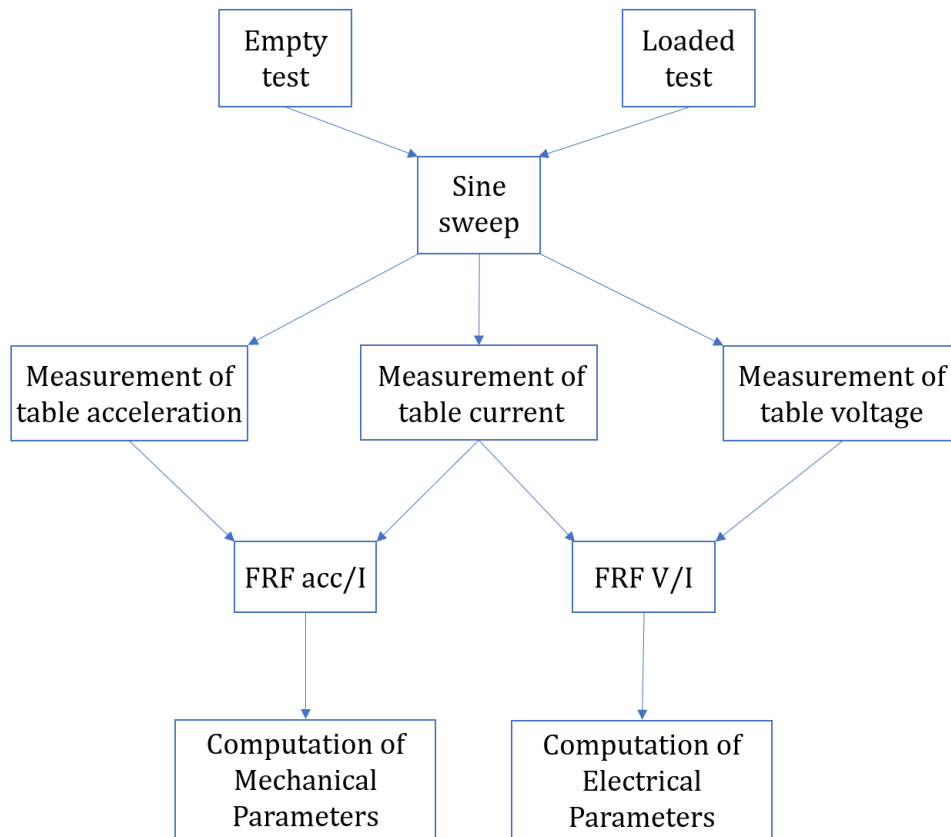 Empty
test
Loaded
test
Sine
sweep
Measurement of
table acceleration
Measurement of
table current
Measurement of
table voltage
FRF acc/I
FRF V/I
Computation of
Mechanical
Parameters
Computation of
Electrical
Parameters